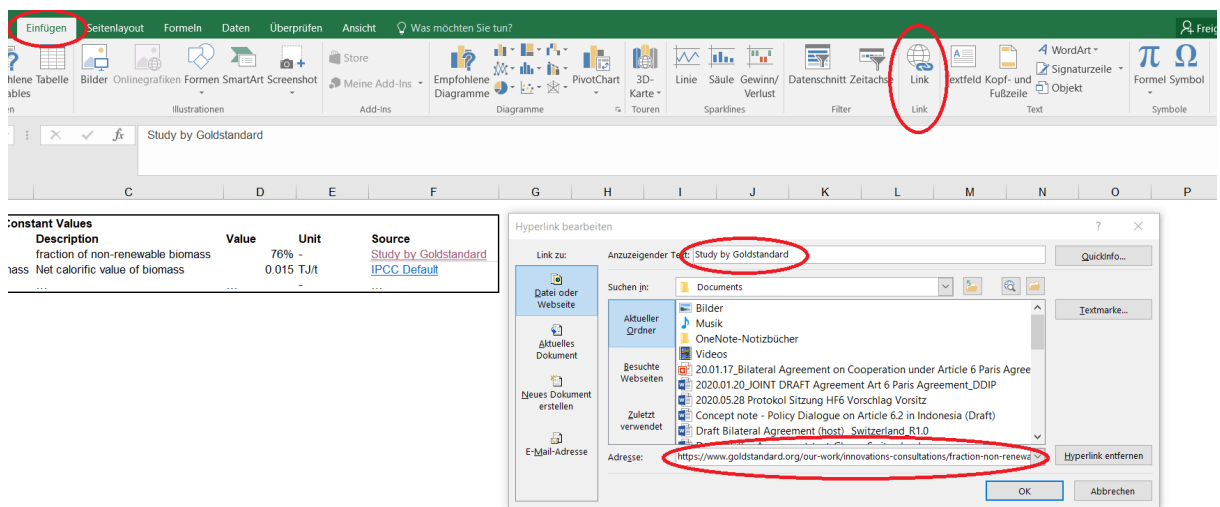 Einfügen Seitenlayout Formeln Daten Überprüfen Ansicht Was möchten Sie tun?
Tabelle Bilder Onlinegrafiken Formen SmartArt Screenshot Store
Meine Add-Ins
Empfohlene Diagramme PivotChart 3D-Karte Linie Säule Gewinn/Verlust Datenschnitt Zeitachse Link Kopf- und Fußzeile WordArt
Signaturzeile
Objekt
Formel Symbol
Illustrationen Add-Ins Diagramme Touren Sparklines Filter Link Text Symbole
fx Study by Goldstandard
C D E F G H I J K L M N O P
Constant Values
Description Value Unit Source
fraction of non-renewable biomass 76% - Study by Goldstandard
Net calorific value of biomass 0.015 TJ/t IPCC Default
... ... - ...
Hyperlink bearbeiten ? ×
Link zu: Anzuzeigender Text: Study by Goldstandard QuickInfo...
Datei oder Webseite
Suchen in: Documents
Aktueller Ordner
Bilder
Textmarke...
Musik
OneNote-Notizbücher
Aktuelles Dokument
Videos
Besuchte Webseiten
20.01.17_Bilateral Agreement on Cooperation under Article 6 Paris Agree
2020.01.20_JOINT DRAFT Agreement Art 6 Paris Agreement_DDIP
Neues Dokument erstellen
2020.05.28 Protokol Sitzung HF6 Vorschlag Vorsitz
Zuletzt verwendet
Concept note - Policy Dialogue on Article 6.2 in Indonesia (Draft)
Draft Bilateral Agreement (host)_Switzerland_R1.0
E-Mail-Adresse
Adresse: https://www.goldstandard.org/our-work/innovations-consultations/fraction-non-renewa Hyperlink entfernen
OK Abbrechen